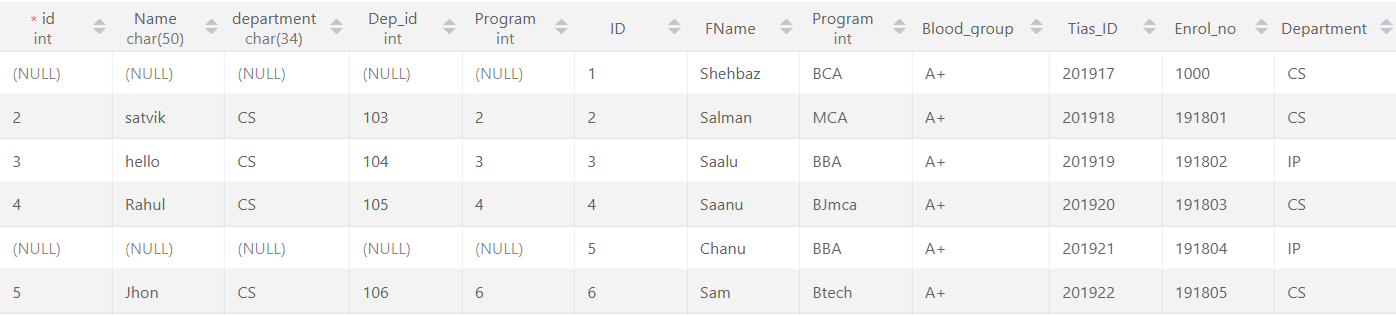 * id int Name char(50) department char(34) Dep_id int Program int ID FName Program int Blood_group Tias_ID Enrol_no Department
(NULL) (NULL) (NULL) (NULL) (NULL) 1 Shehbaz BCA A+ 201917 1000 CS
2 satvik CS 103 2 2 Salman MCA A+ 201918 191801 CS
3 hello CS 104 3 3 Saalu BBA A+ 201919 191802 IP
4 Rahul CS 105 4 4 Saanu BJmca A+ 201920 191803 CS
(NULL) (NULL) (NULL) (NULL) (NULL) 5 Chanu BBA A+ 201921 191804 IP
5 Jhon CS 106 6 6 Sam Btech A+ 201922 191805 CS